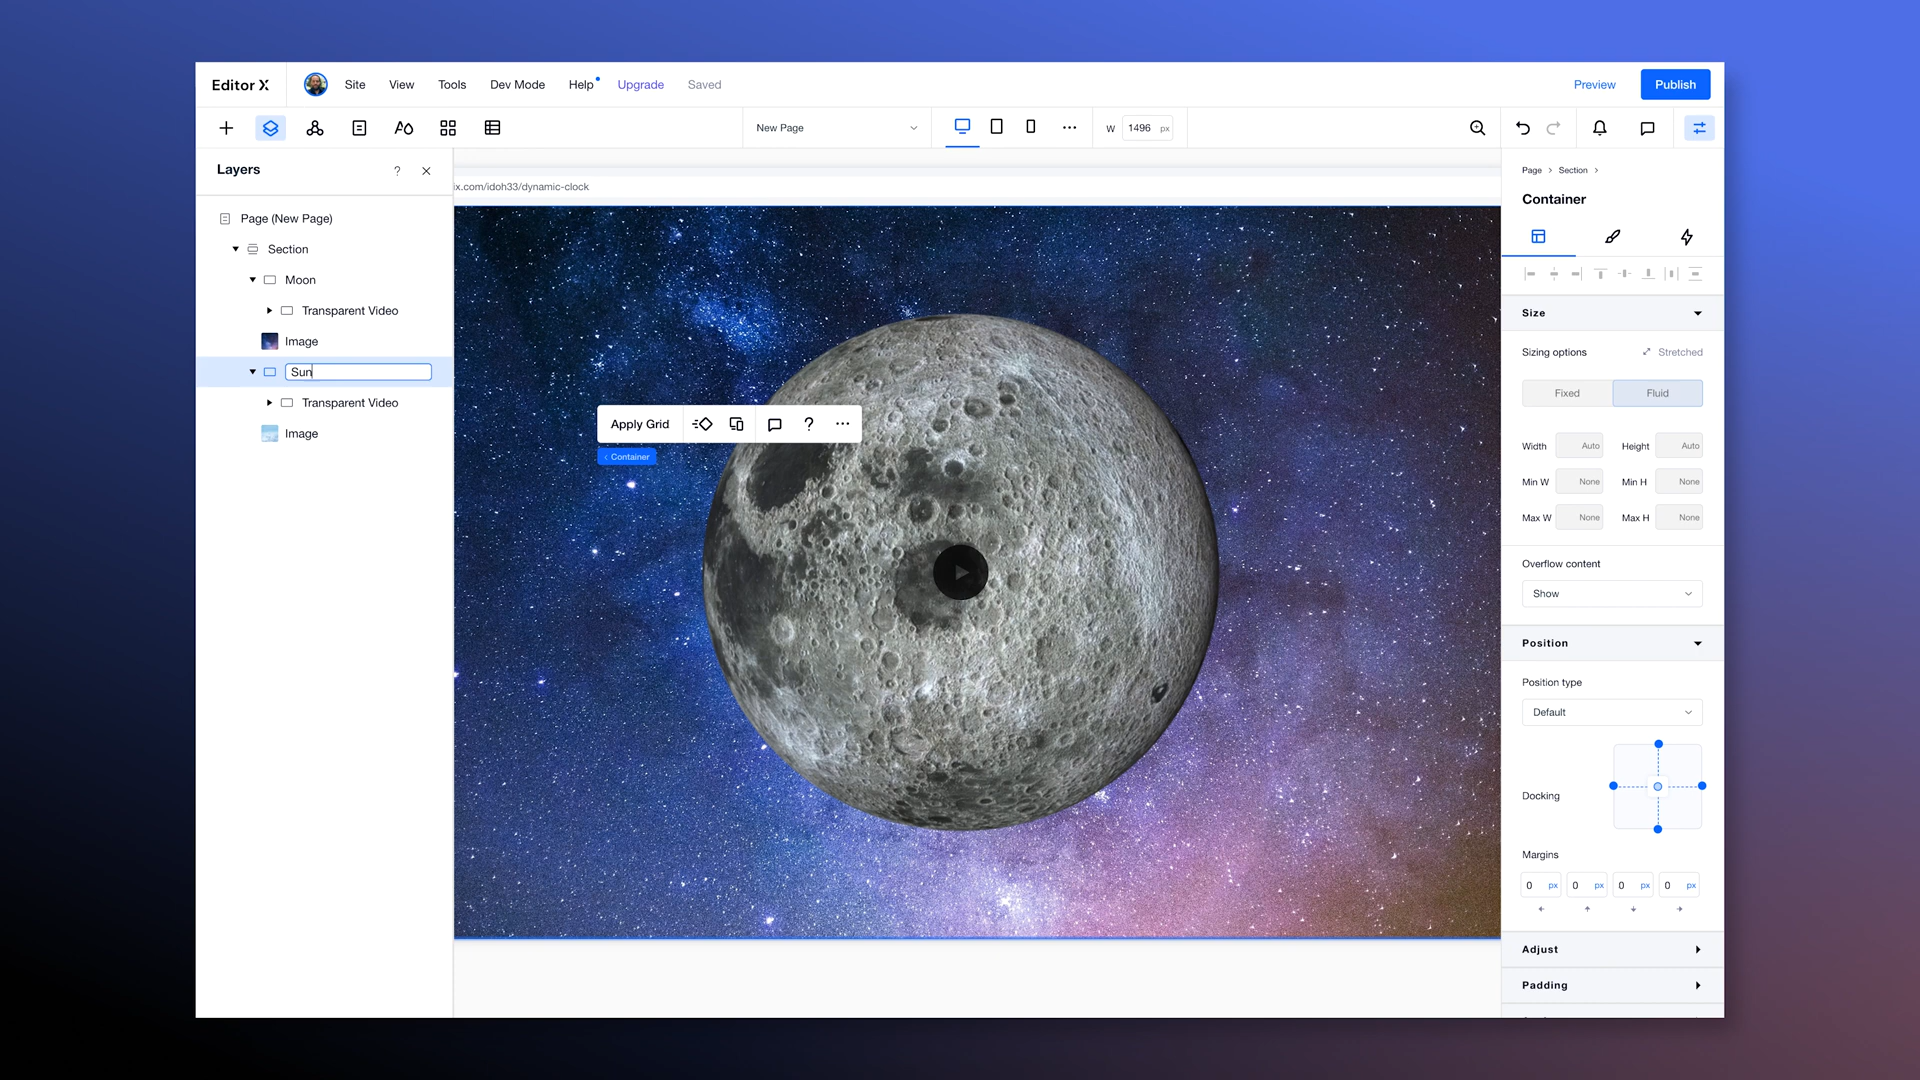 Editor X Site View Tools Dev Mode Help Upgrade Saved Preview Publish
New Page W 1496 px
Layers ?
ix.com/idoh33/dynamic-clock
Page (New Page)
Section
Moon
Transparent Video
Image
Sun
Transparent Video
Image
Apply Grid ?
Container
Page Section
Container
Size
Sizing options Stretched
Fixed Fluid
Width Auto Height Auto
Min W None Min H None
Max W None Max H None
Overflow content
Show
Position
Position type
Default
Docking
Margins
0 px 0 px 0 px 0 px
Adjust
Padding